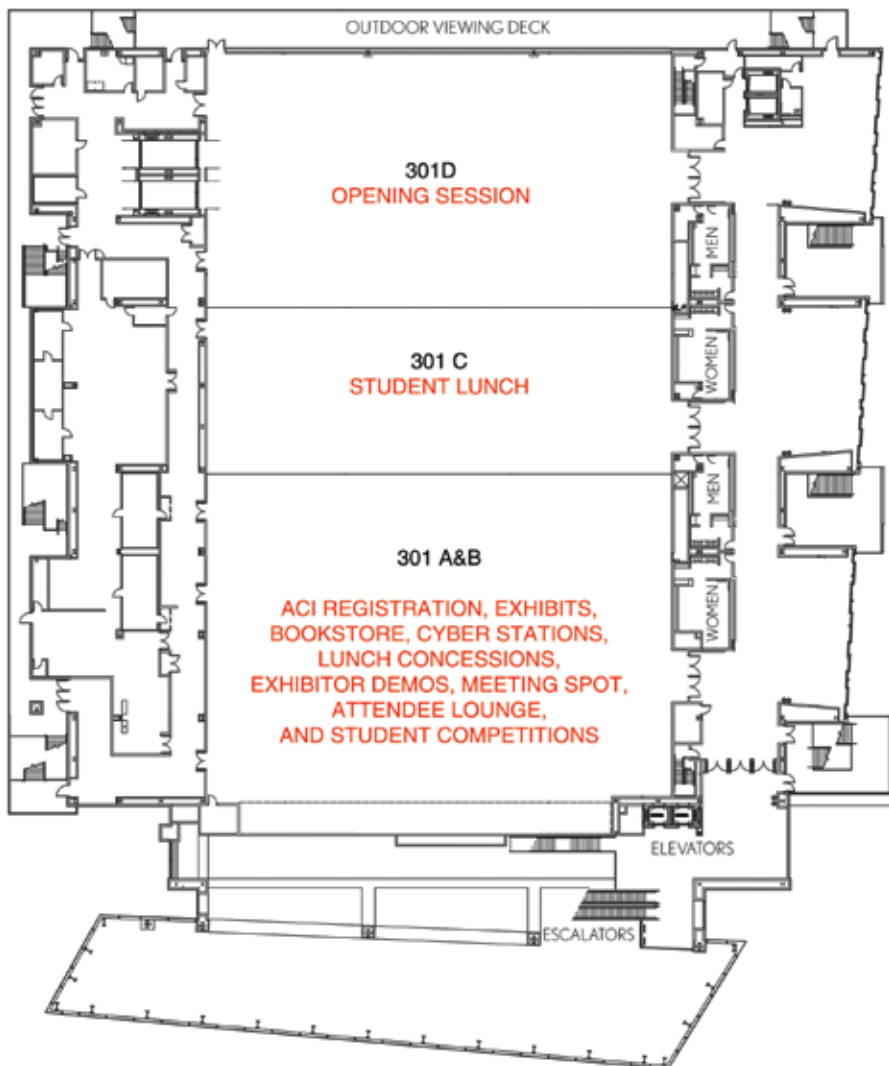 OUTDOOR VIEWING DECK
301D
OPENING SESSION
MEN
301 C
STUDENT LUNCH
WOMEN
MEN
301 A&B
ACI REGISTRATION, EXHIBITS,
BOOKSTORE, CYBER STATIONS,
LUNCH CONCESSIONS,
EXHIBITOR DEMOS, MEETING SPOT,
ATTENDEE LOUNGE,
AND STUDENT COMPETITIONS
WOMEN
ELEVATORS
ESCALATORS